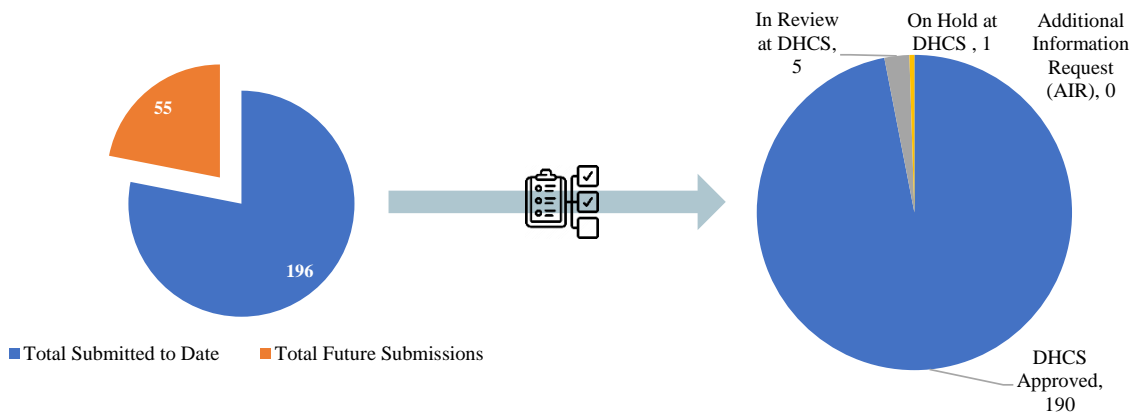 55
196
Total Submitted to Date
Total Future Submissions
In Review
at DHCS,
5
On Hold at
DHCS , 1
Additional
Information
Request
(AIR), 0
DHCS
Approved,
190